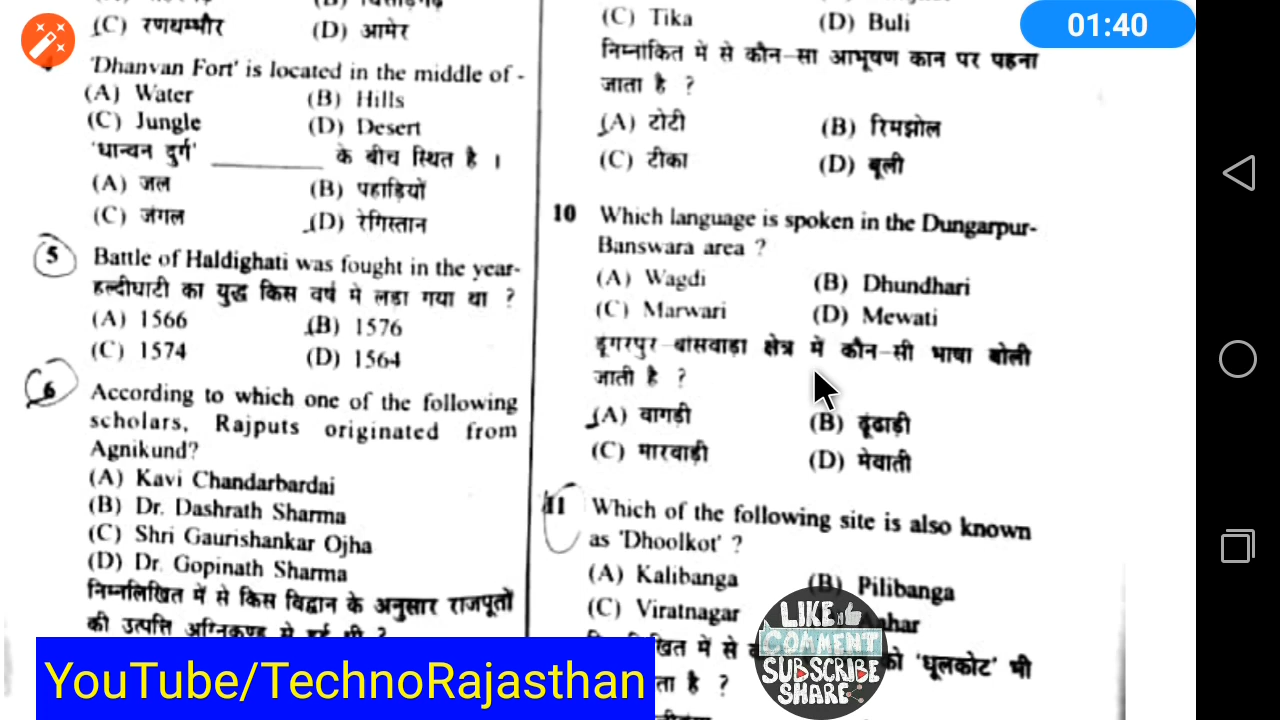 (C) रणथम्भौर
(D) आमेर
'Dhanvan Fort' is located in the middle of -
(A) Water
(B) Hills
(C) Jungle
(D) Desert
'धान्वन दुर्ग' __________ के बीच स्थित है ।
(A) जल
(B) पहाड़ियों
(C) जंगल
(D) रेगिस्तान
5 Battle of Haldighati was fought in the year-
हल्दीघाटी का युद्ध किस वर्ष मे लडा गया था ?
(A) 1566
(B) 1576
(C) 1574
(D) 1564
6 According to which one of the following
scholars, Rajputs originated from
Agnikund?
(A) Kavi Chandarbardai
(B) Dr. Dashrath Sharma
(C) Shri Gaurishankar Ojha
(D) Dr. Gopinath Sharma
निम्नलिखित में से किस विद्वान के अनुसार राजपूतों
की उत्पत्ति अग्निकुण्ड से हुई थी ?
(C) Tika
(D) Buli
निम्नांकित में से कौन-सा आभूषण कान पर पहना
जाता है ?
(A) टोटी
(B) रिमझोल
(C) टीका
(D) बूली
10 Which language is spoken in the Dungarpur-
Banswara area ?
(A) Wagdi
(B) Dhundhari
(C) Marwari
(D) Mewati
डूंगरपुर-बांसवाड़ा क्षेत्र में कौन-सी भाषा बोली
जाती है ?
(A) वागड़ी
(B) ढूंढाड़ी
(C) मारवाड़ी
(D) मेवाती
11 Which of the following site is also known
as 'Dhoolkot' ?
(A) Kalibanga
(B) Pilibanga
(C) Viratnagar
में से
को 'धूलकोट' भी
है ?
01:40
YouTube/TechnoRajasthan
LIKE
COMMENT
SUBSCRIBE
SHARE